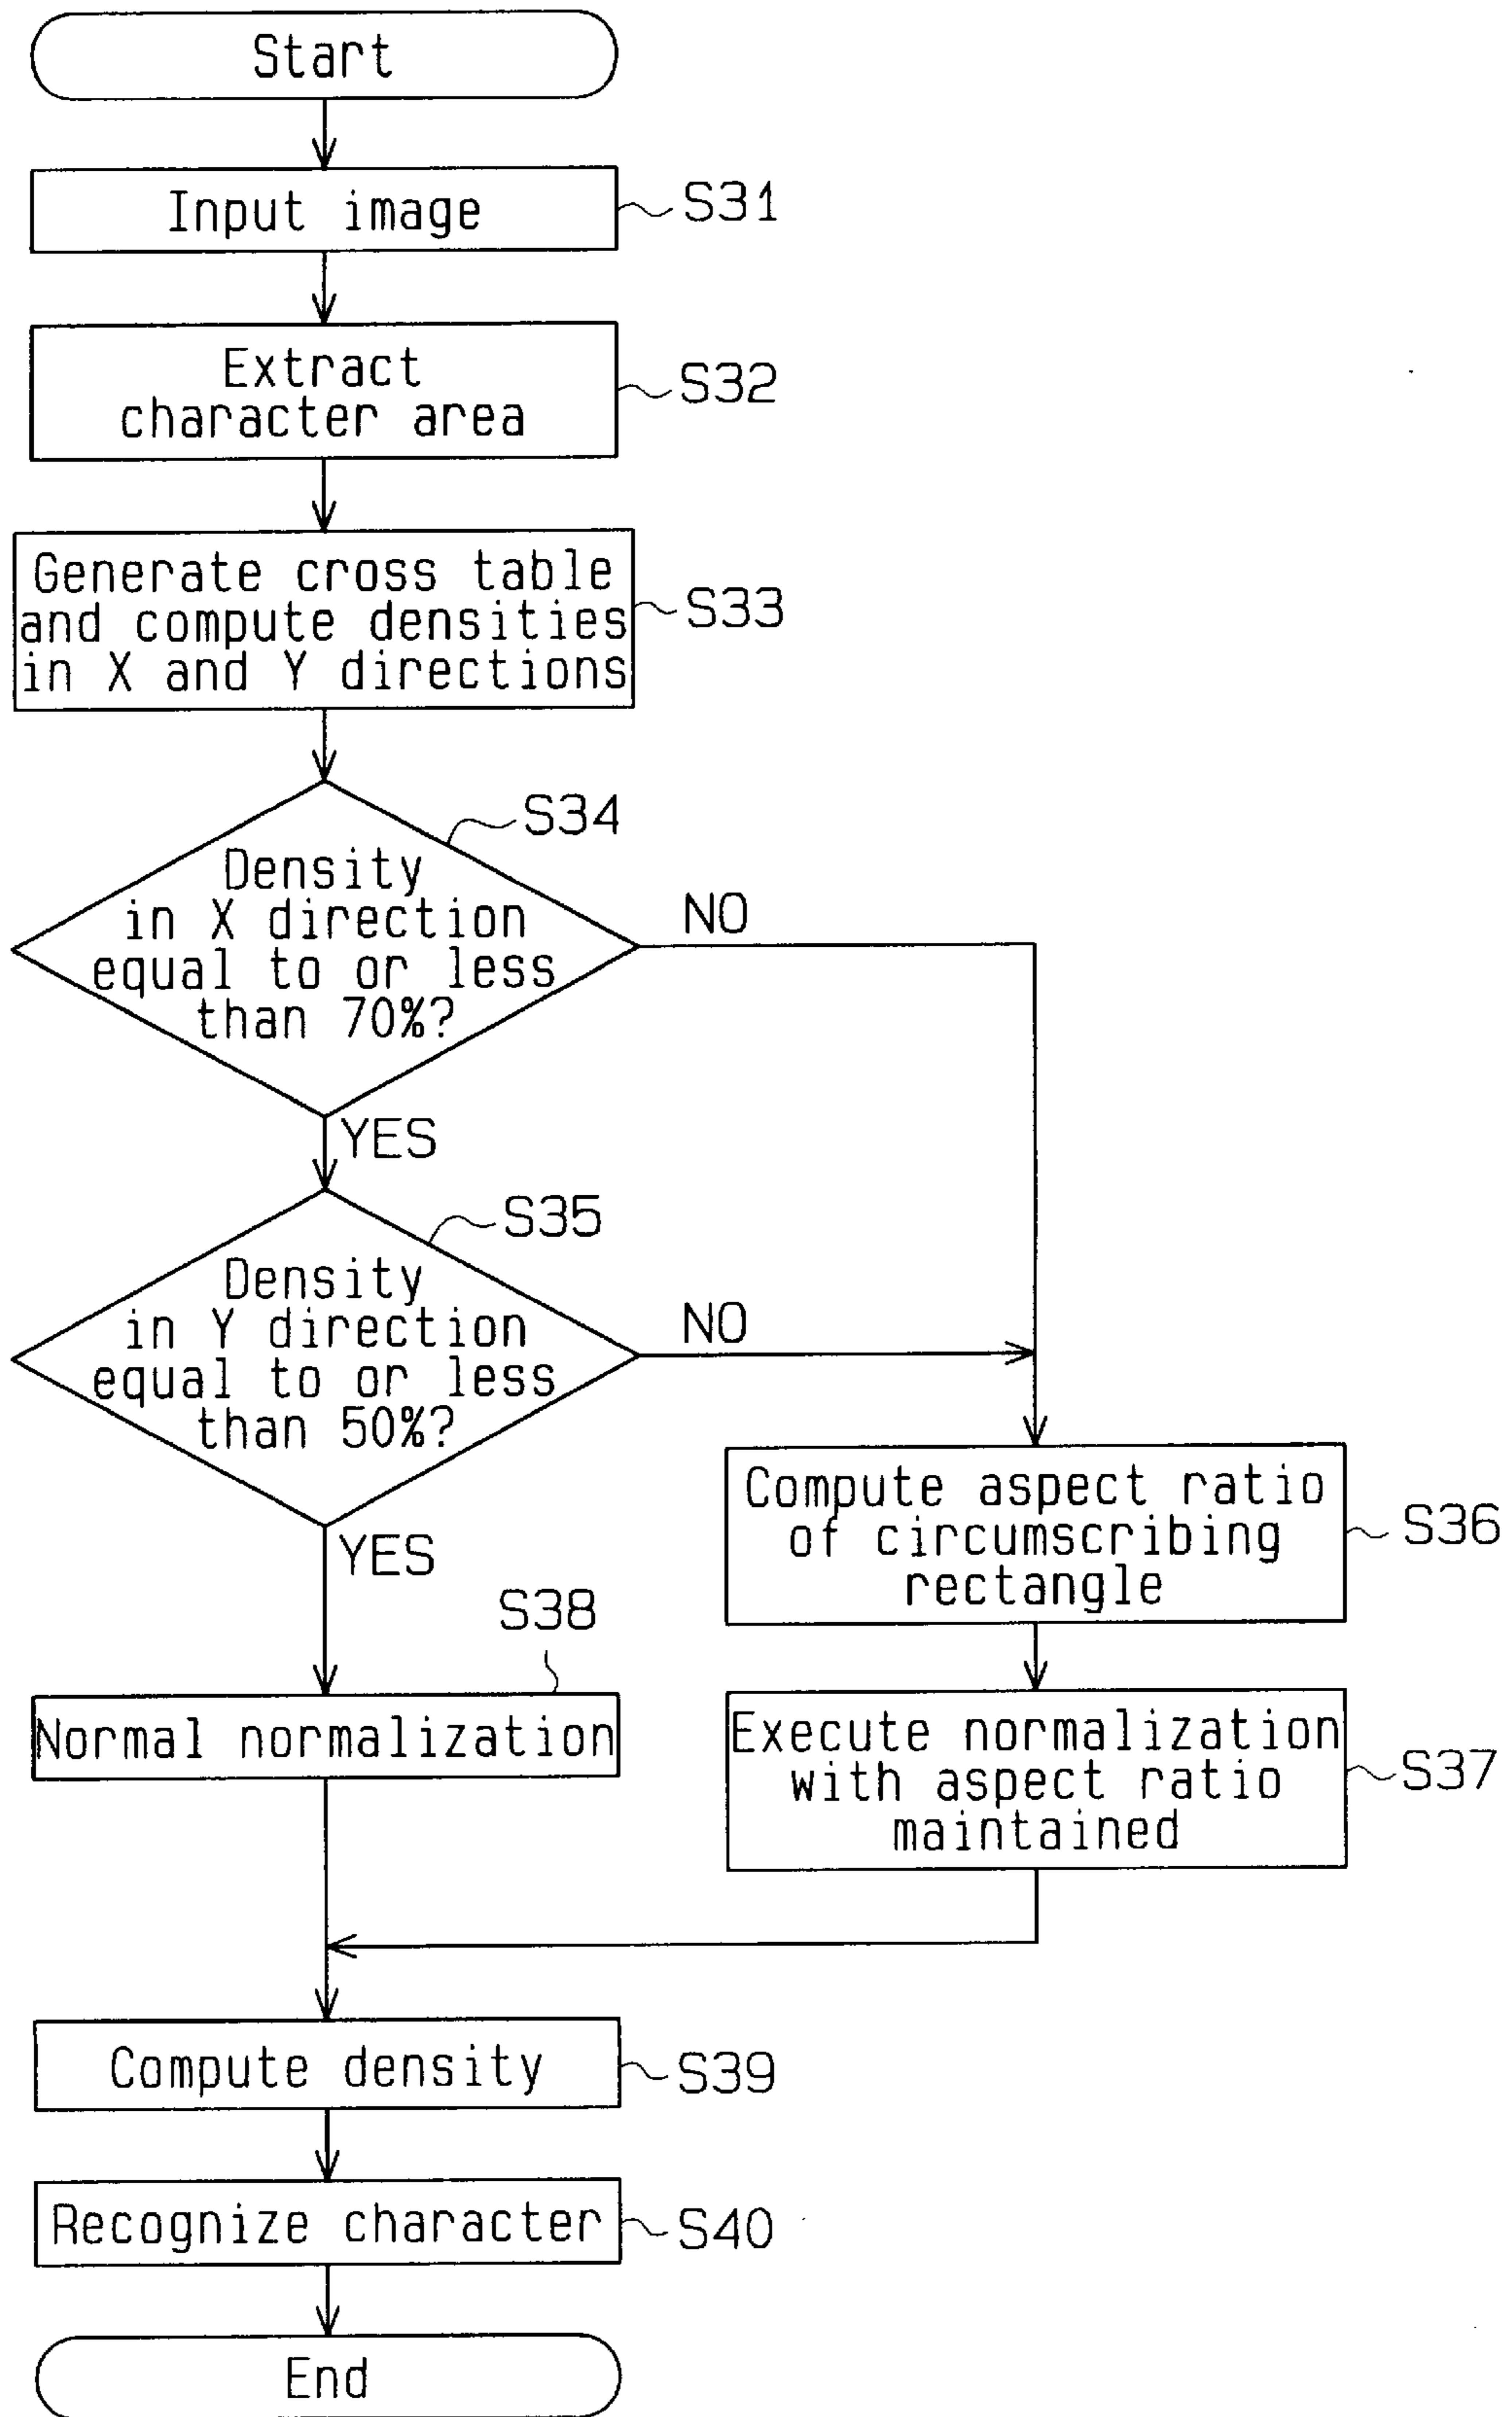 Start
Input image
S31
Extract
character area
S32
Generate cross table
and compute densities
in X and Y directions
S33
S34
Density
in X direction
equal to or less
than 70%?
NO
YES
S35
Density
in Y direction
equal to or less
than 50%?
NO
YES
Compute aspect ratio
of circumscribing
rectangle
S36
S38
Normal normalization
Execute normalization
with aspect ratio
maintained
S37
Compute density
S39
Recognize character
S40
End